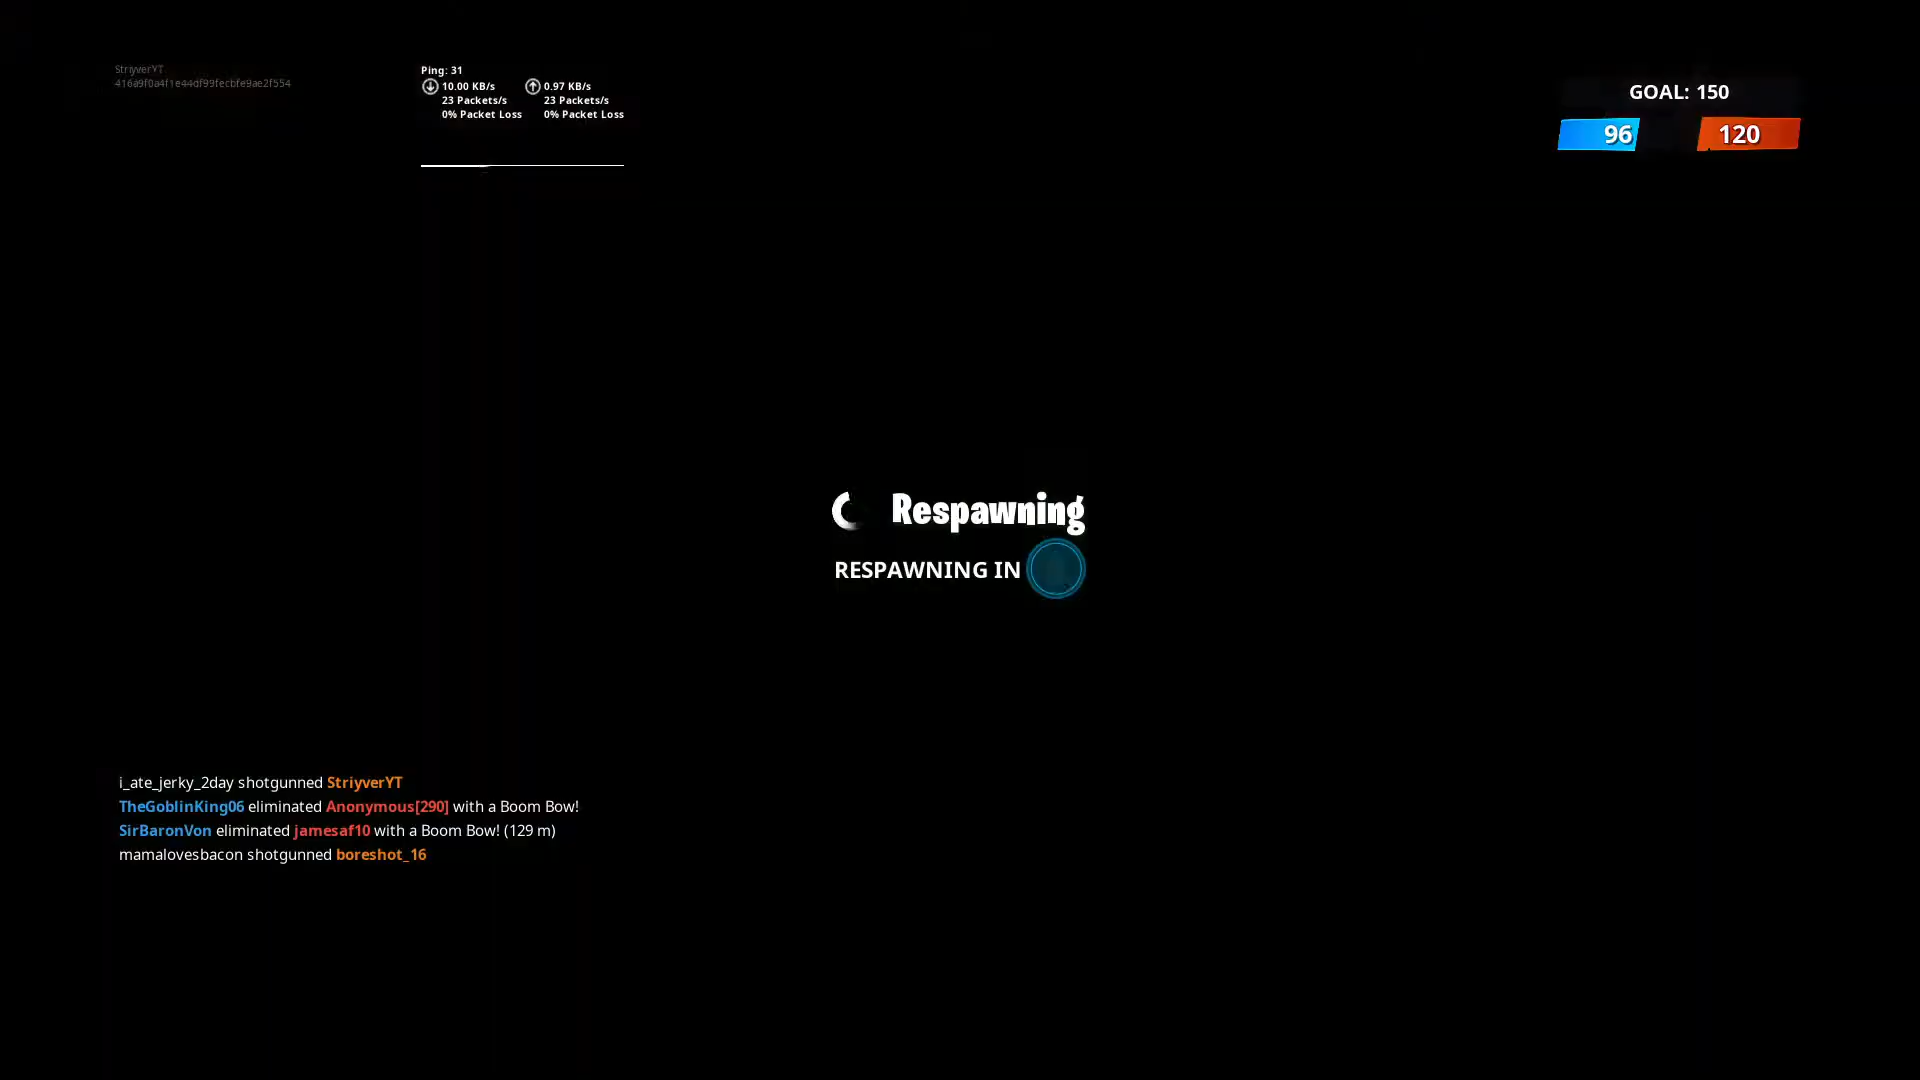 StriyverYT
416a9f0a4f1e44df99fecbfe9ae2f554
Ping: 31
10.00 KB/s 0.97 KB/s
23 Packets/s 23 Packets/s
0% Packet Loss 0% Packet Loss
GOAL: 150
96 120
Respawning
RESPAWNING IN
i_ate_jerky_2day shotgunned StriyverYT
TheGoblinKing06 eliminated Anonymous[290] with a Boom Bow!
SirBaronVon eliminated jamesaf10 with a Boom Bow! (129 m)
mamalovesbacon shotgunned boreshot_16